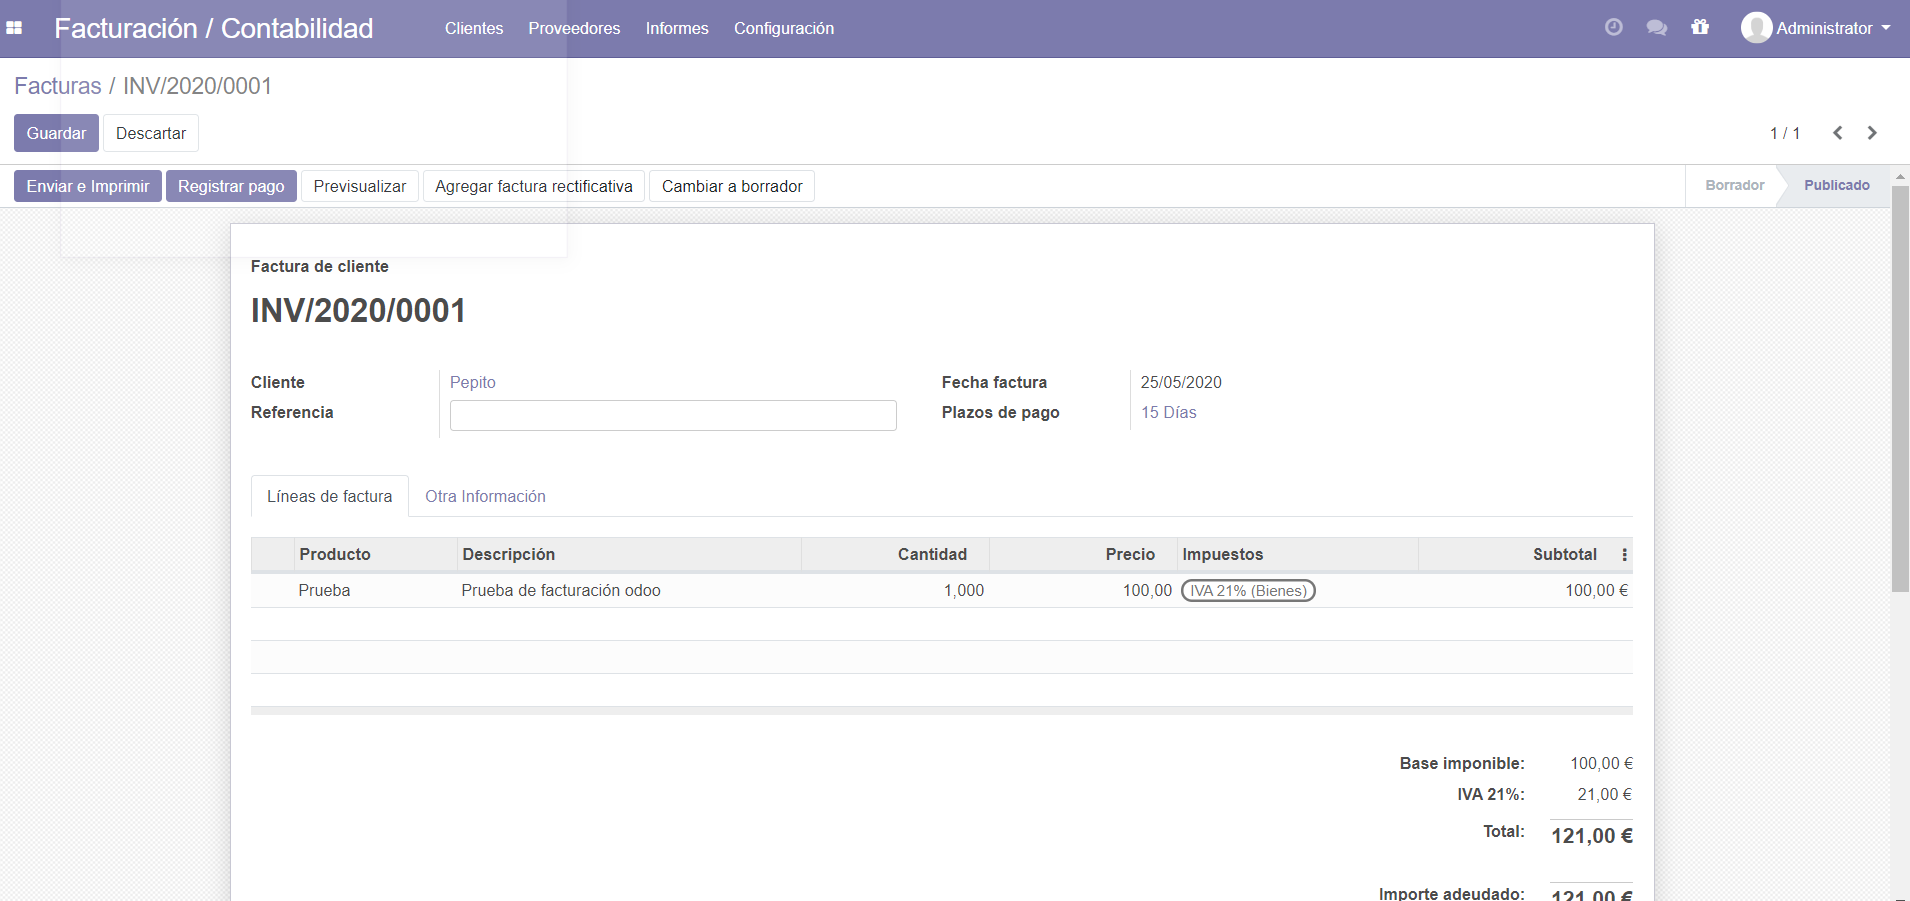 Facturación / Contabilidad Clientes Proveedores Informes Configuración Administrator
Facturas / INV/2020/0001
Guardar Descartar 1 / 1
Enviar e Imprimir Registrar pago Previsualizar Agregar factura rectificativa Cambiar a borrador Borrador Publicado
Factura de cliente
INV/2020/0001
Cliente Pepito Fecha factura 25/05/2020
Referencia Plazos de pago 15 Días
Líneas de factura Otra Información
Producto Descripción Cantidad Precio Impuestos Subtotal
Prueba Prueba de facturación odoo 1,000 100,00 IVA 21% (Bienes) 100,00 €
Base imponible: 100,00 €
IVA 21%: 21,00 €
Total: 121,00 €
Importe adeudado: 121,00 €